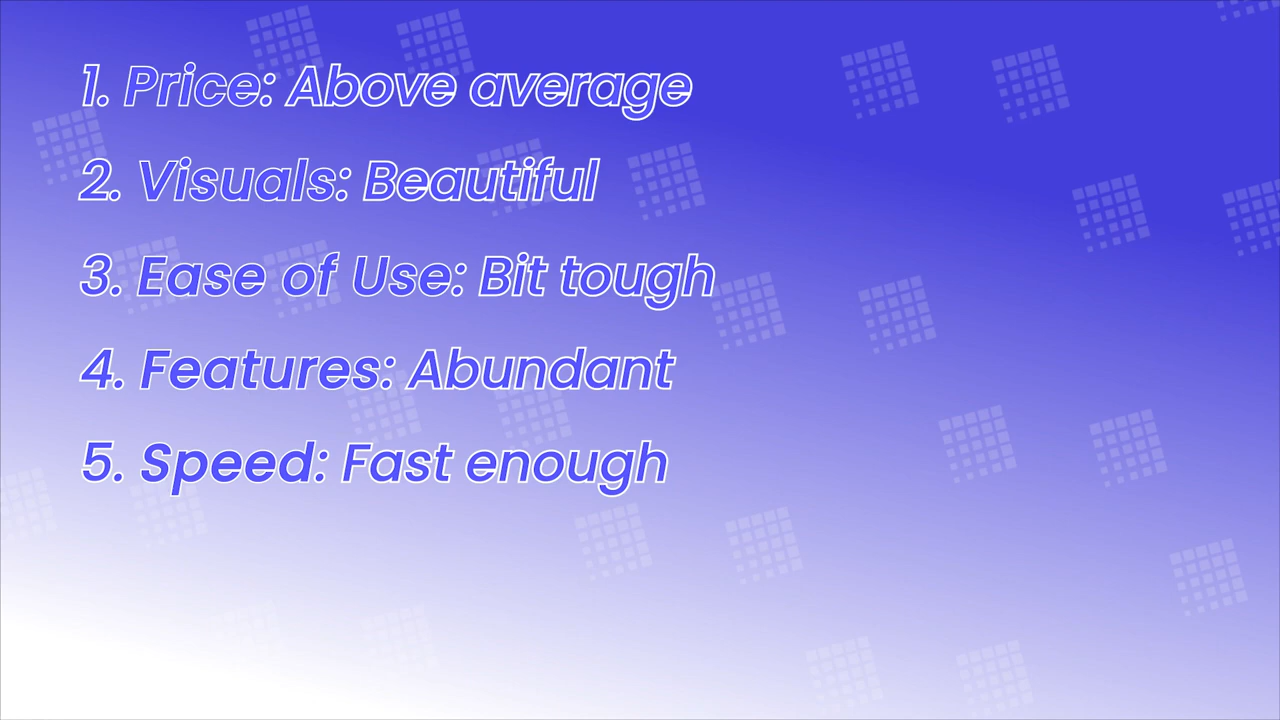 1. Price: Above average
2. Visuals: Beautiful
3. Ease of Use: Bit tough
4. Features: Abundant
5. Speed: Fast enough